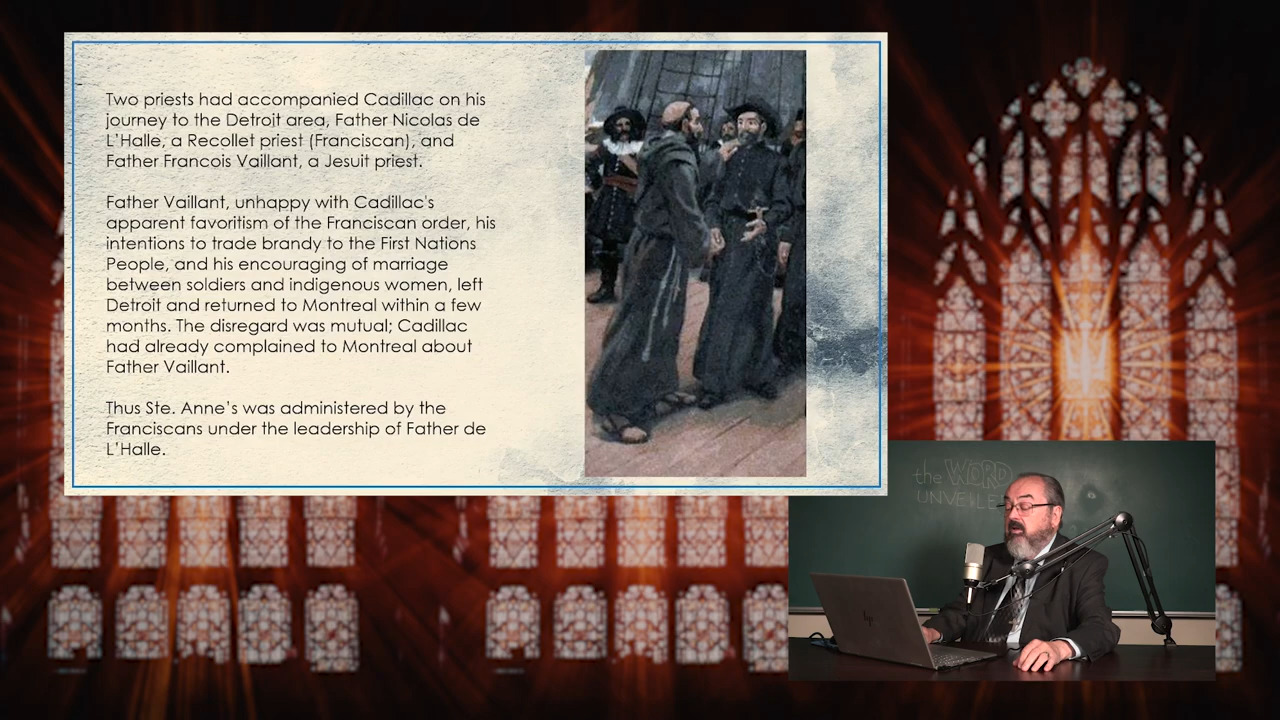 Two priests had accompanied Cadillac on his
journey to the Detroit area, Father Nicolas de
L'Halle, a Recollet priest (Franciscan), and
Father Francois Vaillant, a Jesuit priest.
Father Vaillant, unhappy with Cadillac's
apparent favoritism of the Franciscan order, his
intentions to trade brandy to the First Nations
People, and his encouraging of marriage
between soldiers and indigenous women, left
Detroit and returned to Montreal within a few
months. The disregard was mutual; Cadillac
had already complained to Montreal about
Father Vaillant.
Thus Ste. Anne's was administered by the
Franciscans under the leadership of Father de
L'Halle.
the WORD
UNVEILE
hp